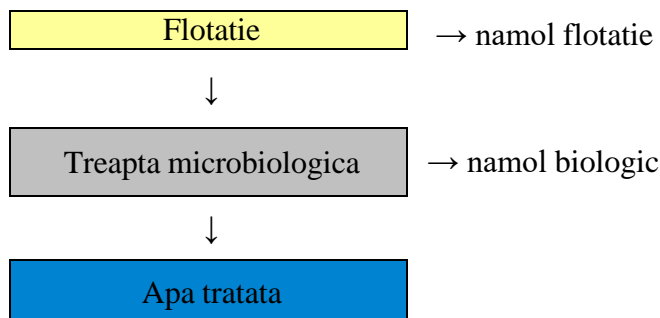 Flotatie → namol flotatie
↓
Treapta microbiologica → namol biologic
↓
Apa tratata